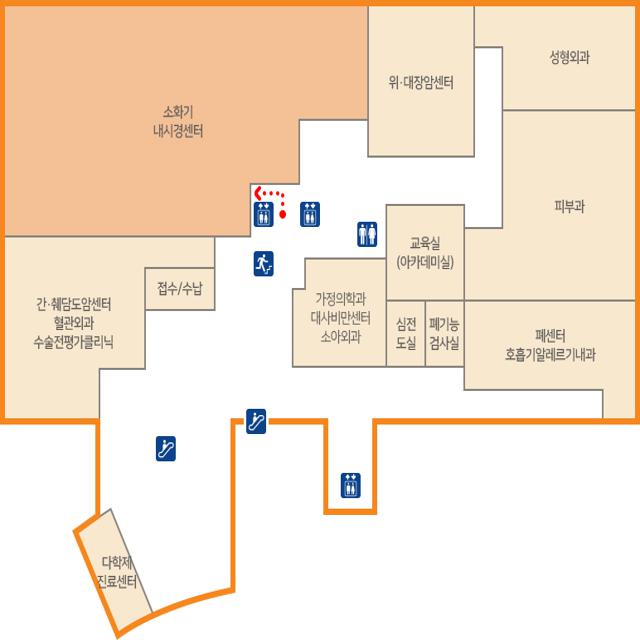 성형외과
위·대장암센터
소화기
내시경센터
피부과
교육실
(아카데미실)
접수/수납
간·췌담도암센터
혈관외과
수술전평가클리닉
가정의학과
대사비만센터
소아외과
심전
도실
폐기능
검사실
폐센터
호흡기알레르기내과
다학제
진료센터